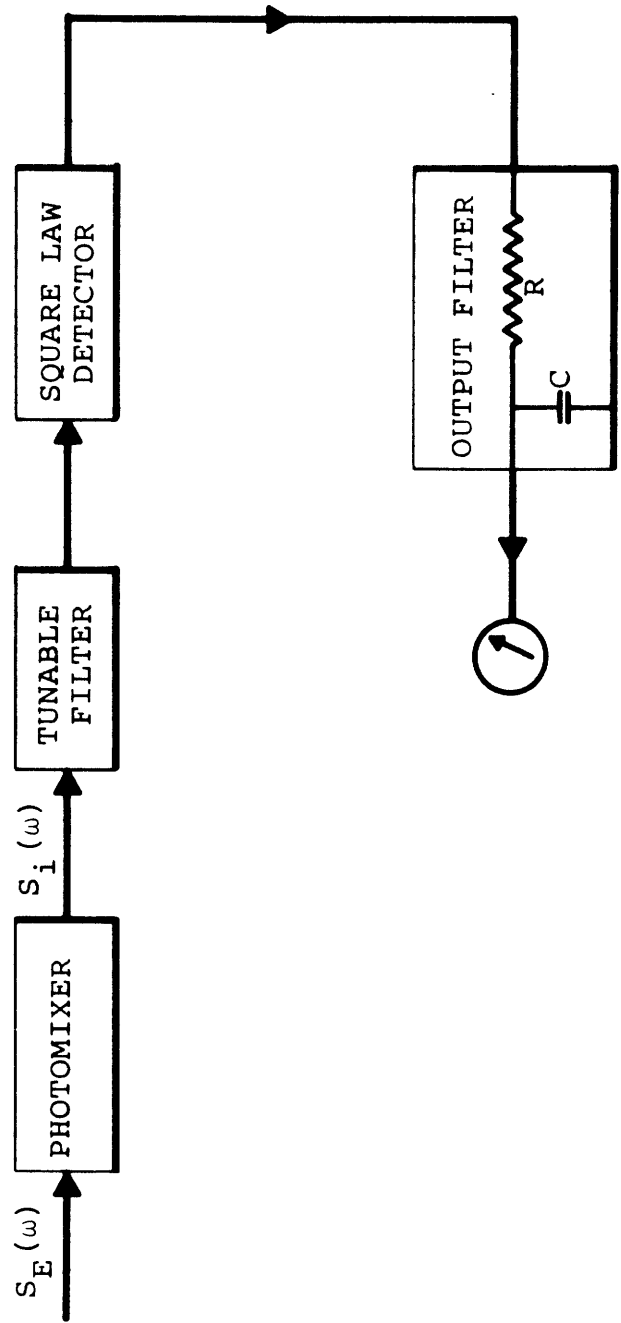 S_E(ω)
PHOTOMIXER
S_i(ω)
TUNABLE
FILTER
SQUARE LAW
DETECTOR
OUTPUT FILTER
R
C